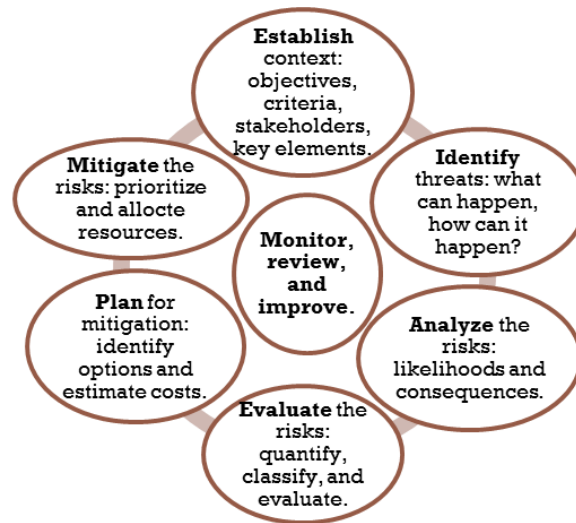 Establish
context:
objectives,
criteria,
stakeholders,
key elements.
Identify
threats: what
can happen,
how can it
happen?
Analyze the
risks:
likelihoods and
consequences.
Evaluate the
risks:
quantify,
classify, and
evaluate.
Plan for
mitigation:
identify
options and
estimate costs.
Mitigate the
risks: prioritize
and allocte
resources.
Monitor,
review,
and
improve.